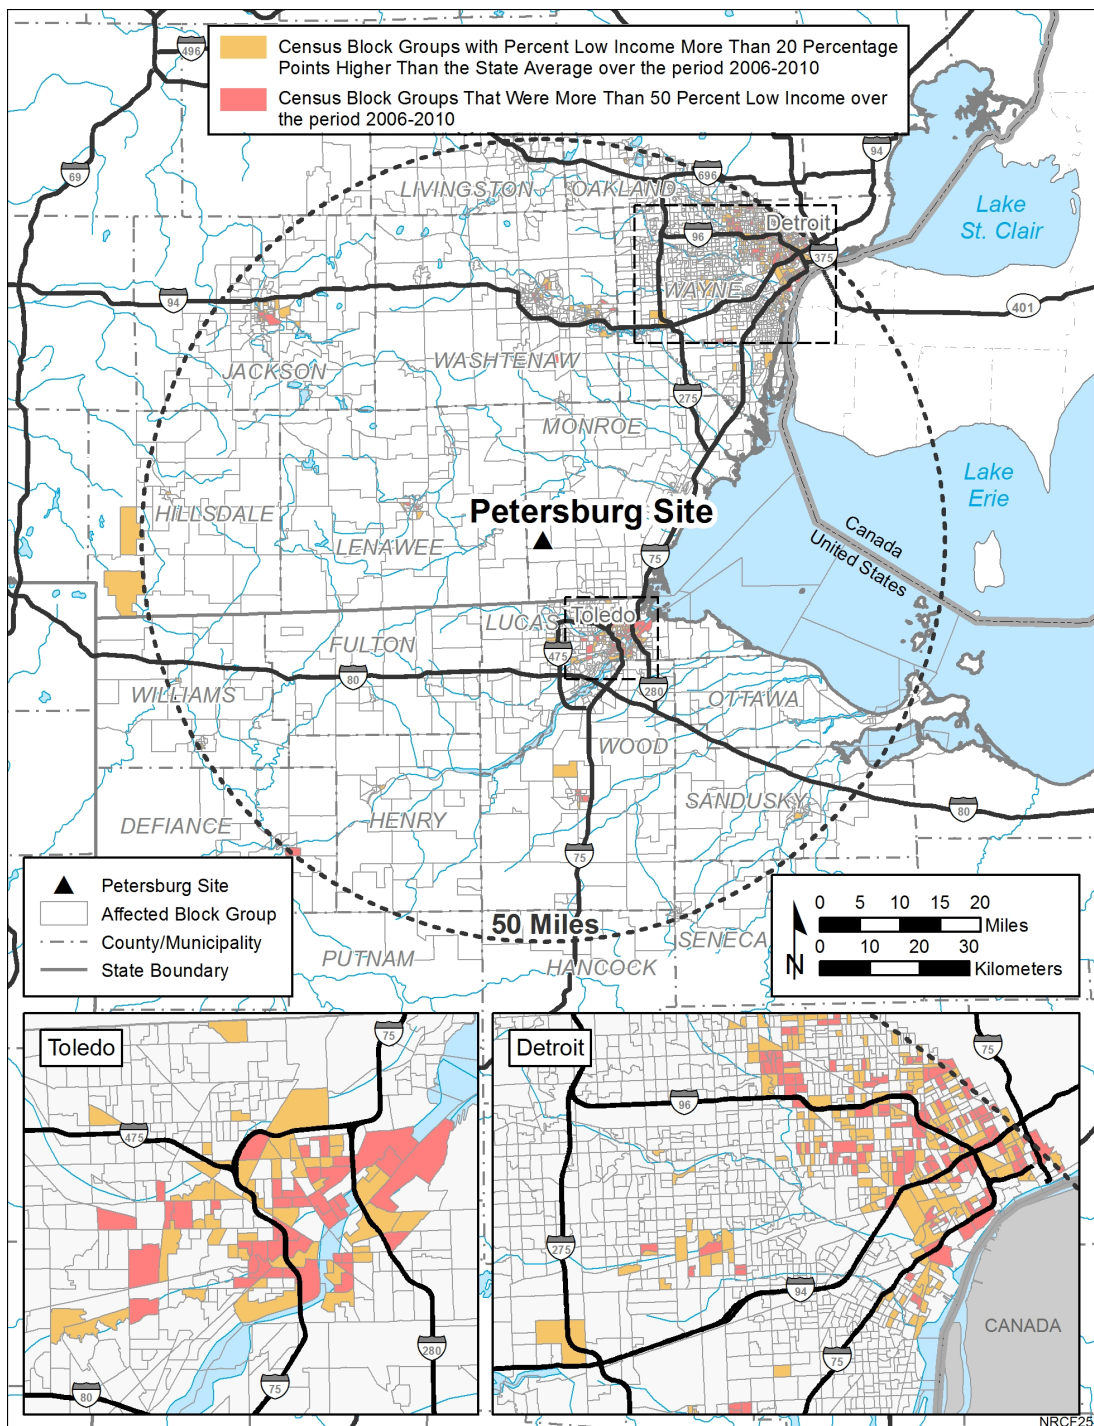 Census Block Groups with Percent Low Income More Than 20 Percentage
Points Higher Than the State Average over the period 2006-2010
Census Block Groups That Were More Than 50 Percent Low Income over
the period 2006-2010
496
94
69
696
LIVINGSTON
OAKLAND
Lake
St. Clair
Detroit
96
375
94
WAYNE
401
WASHTENAW
JACKSON
275
MONROE
Lake
Erie
HILLSDALE
Petersburg Site
LENAWEE
Canada
United States
75
LUCAS
Toledo
FULTON
475
80
280
WILLIAMS
OTTAWA
WOOD
SANDUSKY
HENRY
DEFIANCE
80
75
Petersburg Site
Affected Block Group
County/Municipality
State Boundary
50 Miles
SENECA
PUTNAM
HANCOCK
N
0 5 10 15 20
Miles
0 10 20 30
Kilometers
Toledo
75
475
280
75
80
Detroit
75
96
275
94
75
CANADA
NRCF25